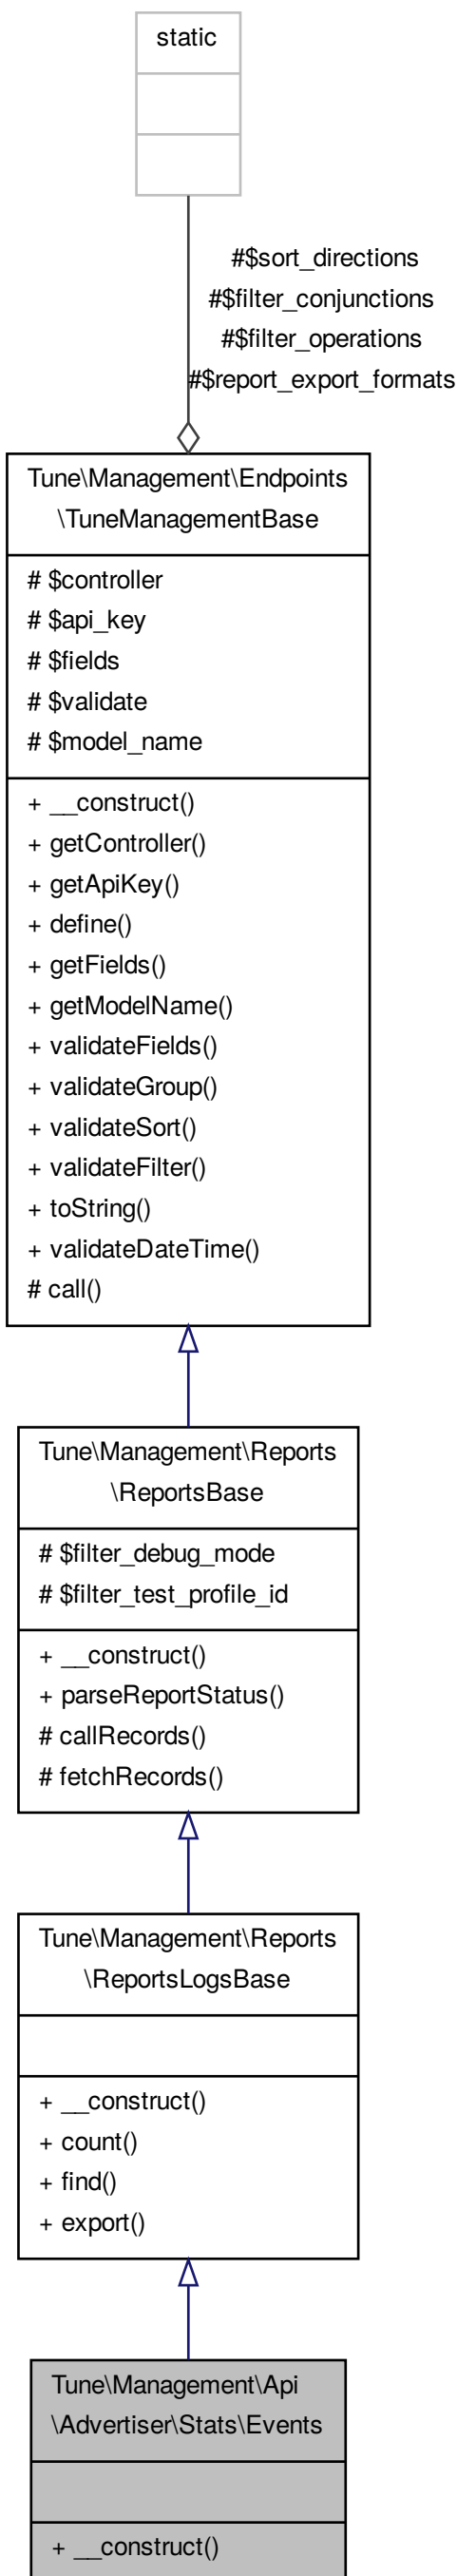 static
#$sort_directions
#$filter_conjunctions
#$filter_operations
#$report_export_formats
Tune\Management\Endpoints
\TuneManagementBase
# $controller
# $api_key
# $fields
# $validate
# $model_name
+ __construct()
+ getController()
+ getApiKey()
+ define()
+ getFields()
+ getModelName()
+ validateFields()
+ validateGroup()
+ validateSort()
+ validateFilter()
+ toString()
+ validateDateTime()
# call()
Tune\Management\Reports
\ReportsBase
# $filter_debug_mode
# $filter_test_profile_id
+ __construct()
+ parseReportStatus()
# callRecords()
# fetchRecords()
Tune\Management\Reports
\ReportsLogsBase
+ __construct()
+ count()
+ find()
+ export()
Tune\Management\Api
\Advertiser\Stats\Events
+ __construct()